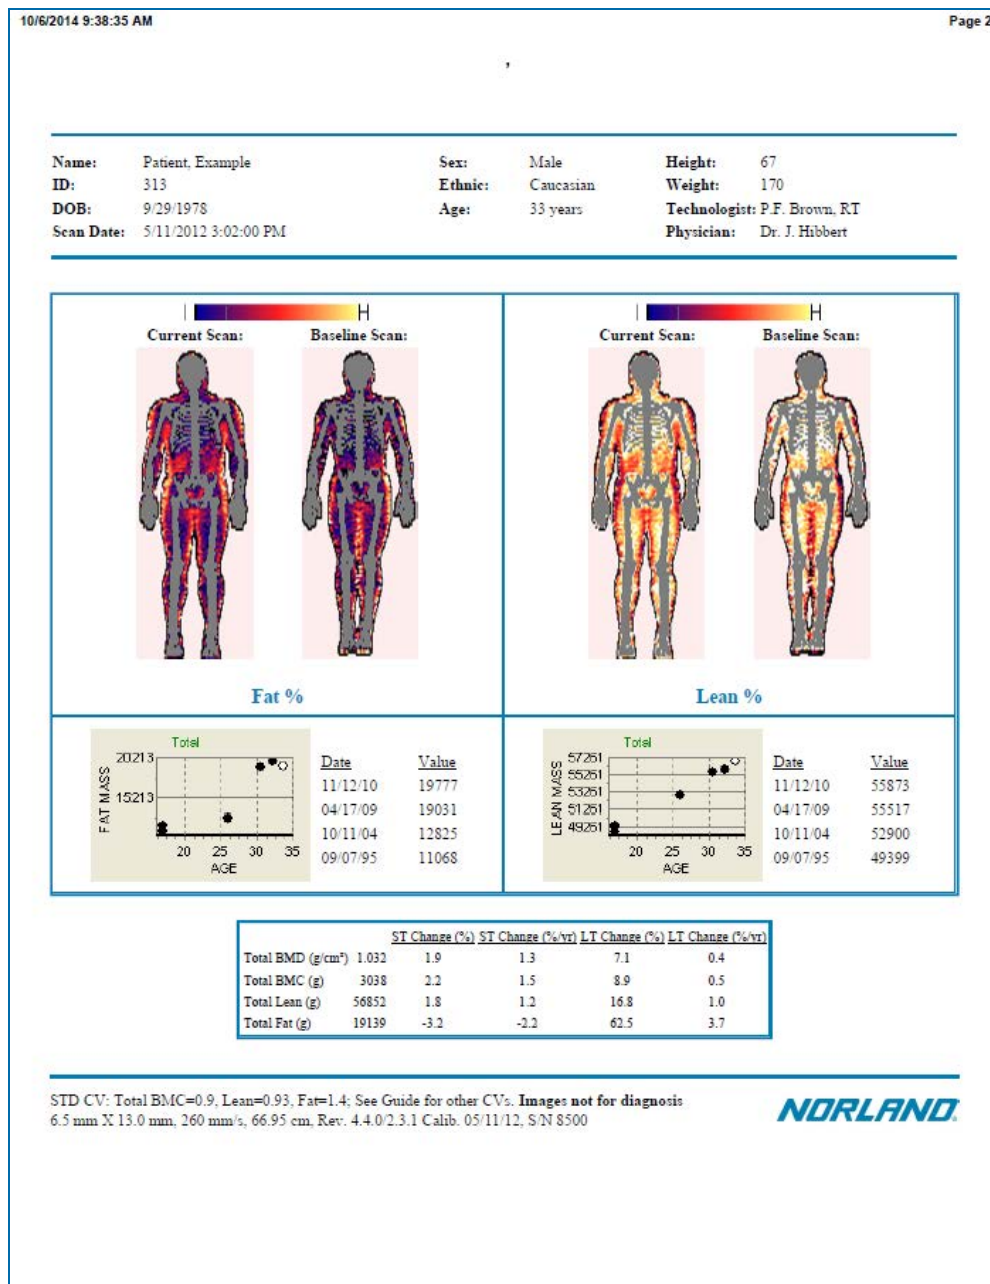 10/6/2014 9:38:35 AM Page 2
,
Name: Patient, Example Sex: Male Height: 67
ID: 313 Ethnic: Caucasian Weight: 170
DOB: 9/29/1978 Age: 33 years Technologist: P.F. Brown, RT
Scan Date: 5/11/2012 3:02:00 PM Physician: Dr. J. Hibbert
L H L H
Current Scan: Baseline Scan: Current Scan: Baseline Scan:
Fat % Lean %
Total
20213
15213
FAT MASS
20 25 30 35
AGE
Date Value
11/12/10 19777
04/17/09 19031
10/11/04 12825
09/07/95 11068
Total
57261
55261
53261
51261
49261
LEAN MASS
20 25 30 35
AGE
Date Value
11/12/10 55873
04/17/09 55517
10/11/04 52900
09/07/95 49399
ST Change (%) ST Change (%/yr) LT Change (%) LT Change (%/yr)
Total BMD (g/cm²) 1.032 1.9 1.3 7.1 0.4
Total BMC (g) 3038 2.2 1.5 8.9 0.5
Total Lean (g) 56852 1.8 1.2 16.8 1.0
Total Fat (g) 19139 -3.2 -2.2 62.5 3.7
STD CV: Total BMC=0.9, Lean=0.93, Fat=1.4; See Guide for other CVs. Images not for diagnosis
6.5 mm X 13.0 mm, 260 mm/s, 66.95 cm, Rev. 4.4.0/2.3.1 Calib. 05/11/12, S/N 8500
NORLAND